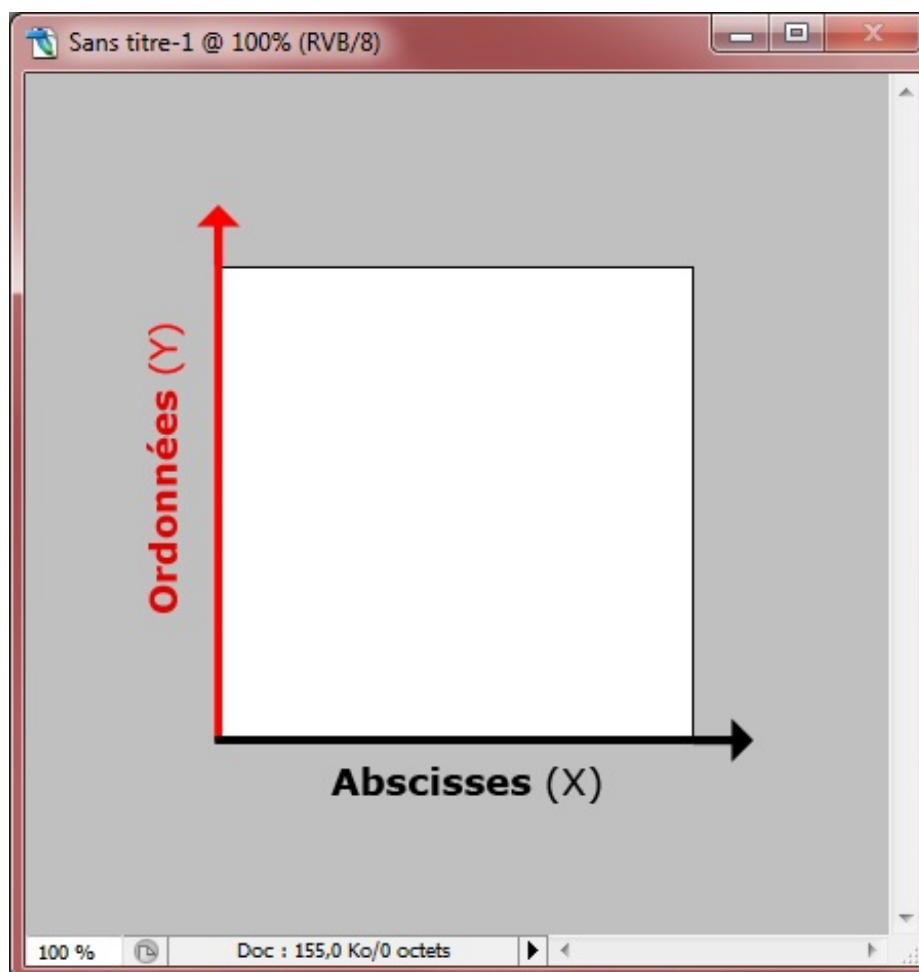 Sans titre-1 @ 100% (RVB/8)
Ordonnées (Y)
Abscisses (X)
100 %
Doc : 155,0 Ko/0 octets